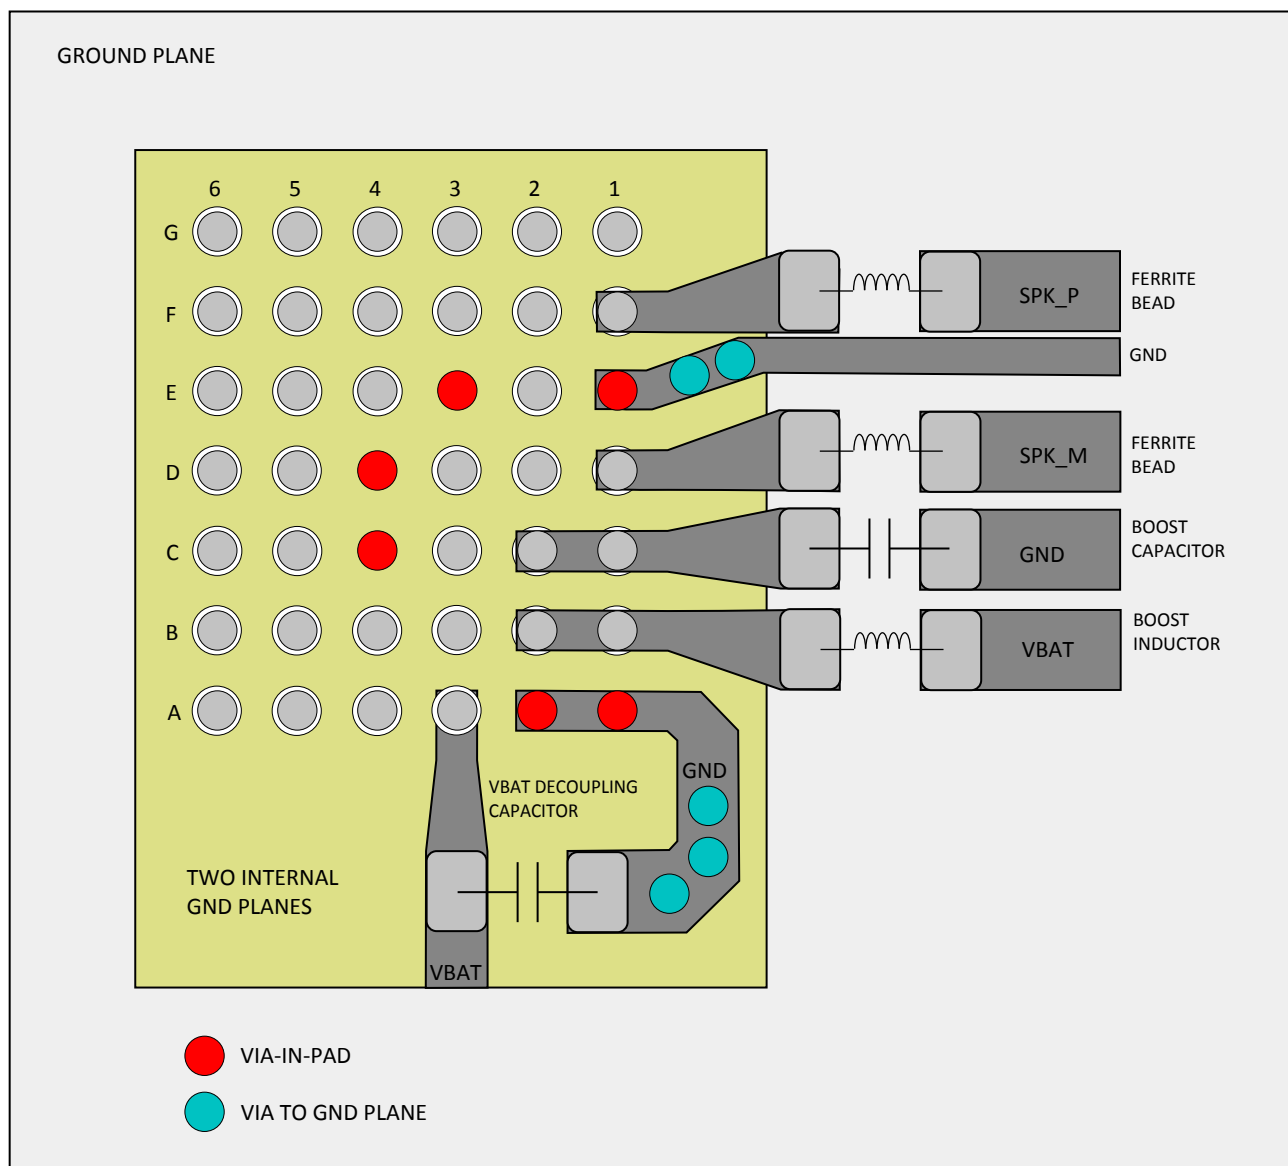 GROUND PLANE
6 5 4 3 2 1
G
F
E
D
C
B
A
SPK_P
FERRITE
BEAD
GND
SPK_M
FERRITE
BEAD
GND
BOOST
CAPACITOR
VBAT
BOOST
INDUCTOR
GND
VBAT DECOUPLING
CAPACITOR
TWO INTERNAL
GND PLANES
VBAT
VIA-IN-PAD
VIA TO GND PLANE